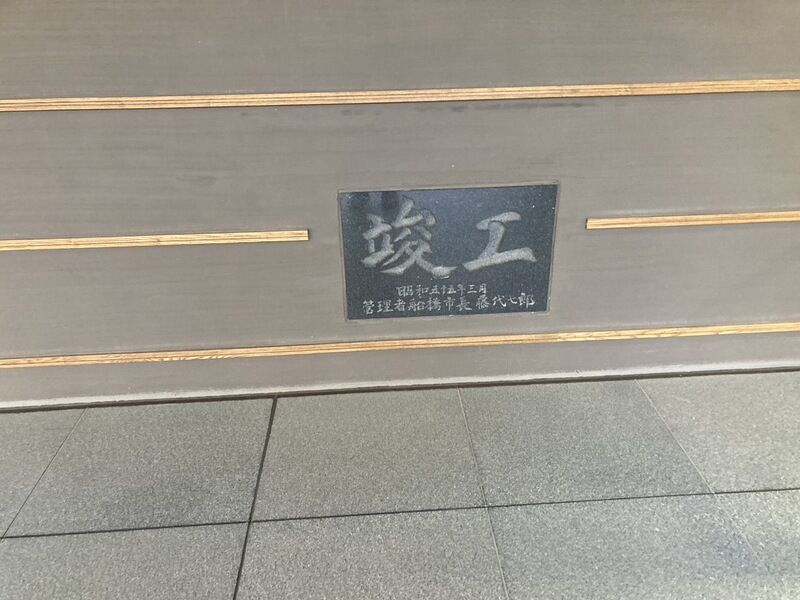 竣工
昭和五十五年三月
管理者船橋市長 藤代七郎